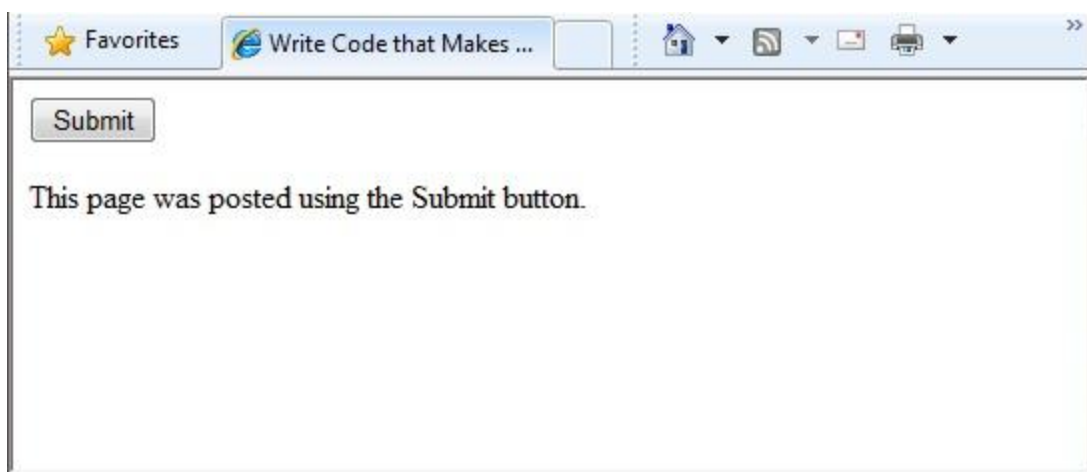 Favorites
Write Code that Makes ...
Submit
This page was posted using the Submit button.